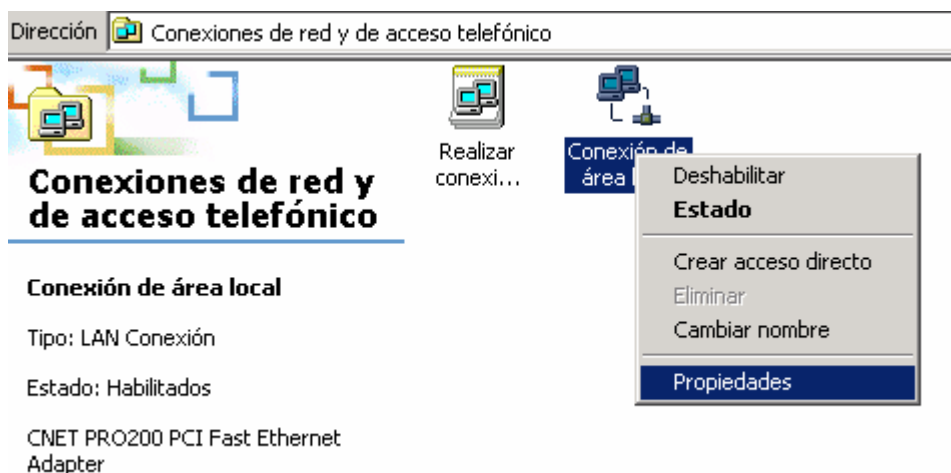 Dirección Conexiones de red y de acceso telefónico
Realizar
conexi...
Conexión de
área
Conexiones de red y
de acceso telefónico
Conexión de área local
Tipo: LAN Conexión
Estado: Habilitados
CNET PRO200 PCI Fast Ethernet
Adapter
Deshabilitar
Estado
Crear acceso directo
Eliminar
Cambiar nombre
Propiedades